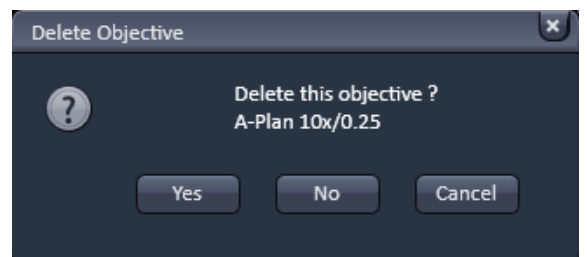 Delete Objective
Delete this objective ?
A-Plan 10x/0.25
Yes No Cancel